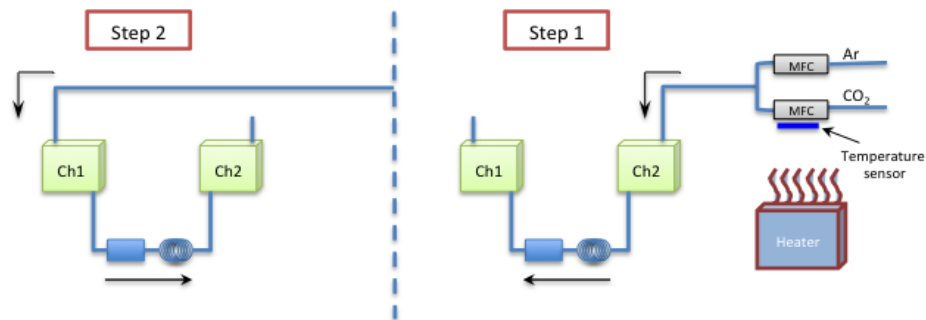 Step 2
Step 1
Ar
MFC
CO₂
MFC
Ch1
Ch2
Ch1
Ch2
Temperature
sensor
Heater